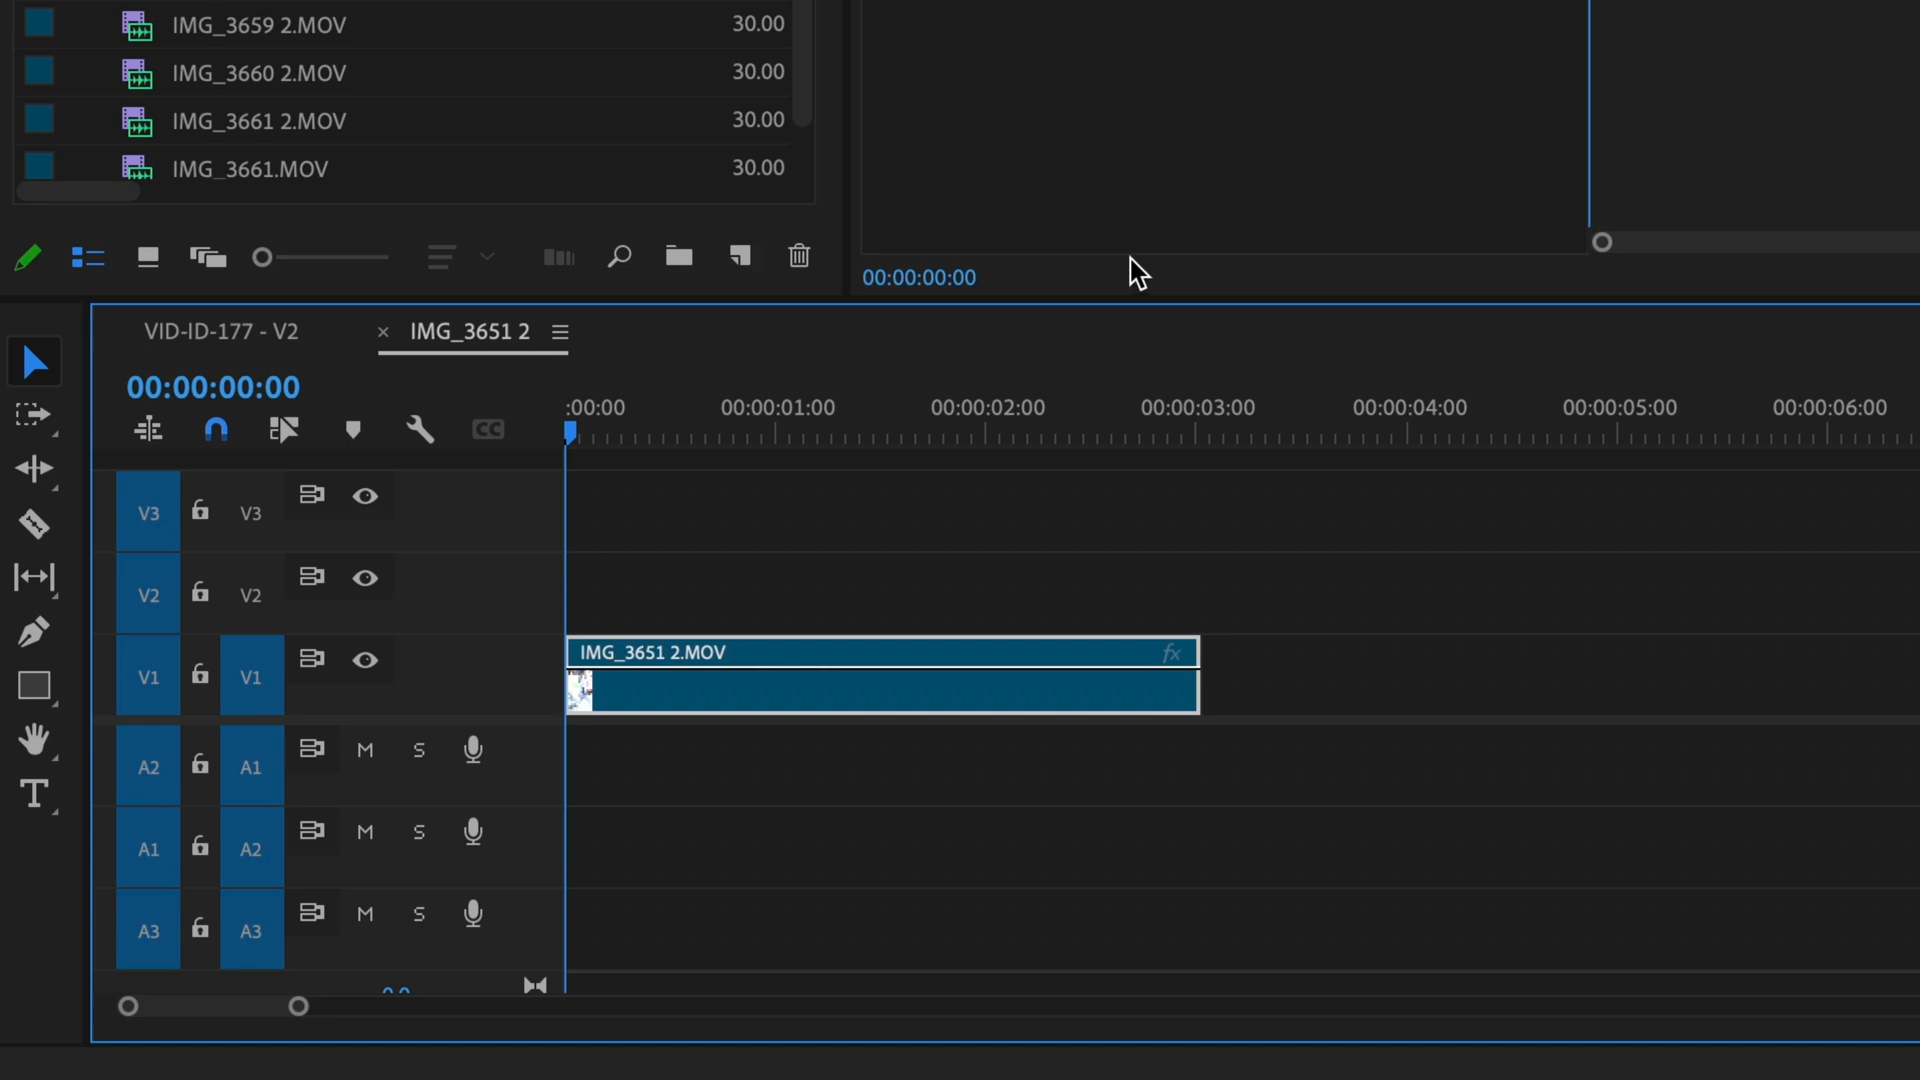 IMG_3659 2.MOV 30.00
IMG_3660 2.MOV 30.00
IMG_3661 2.MOV 30.00
IMG_3661.MOV 30.00
00:00:00:00
VID-ID-177 - V2 × IMG_3651 2
00:00:00:00
:00:00 00:00:01:00 00:00:02:00 00:00:03:00 00:00:04:00 00:00:05:00 00:00:06:00
CC
V3 V3
V2 V2
V1 V1 IMG_3651 2.MOV fx
A2 A1 M S
A1 A2 M S
A3 A3 M S